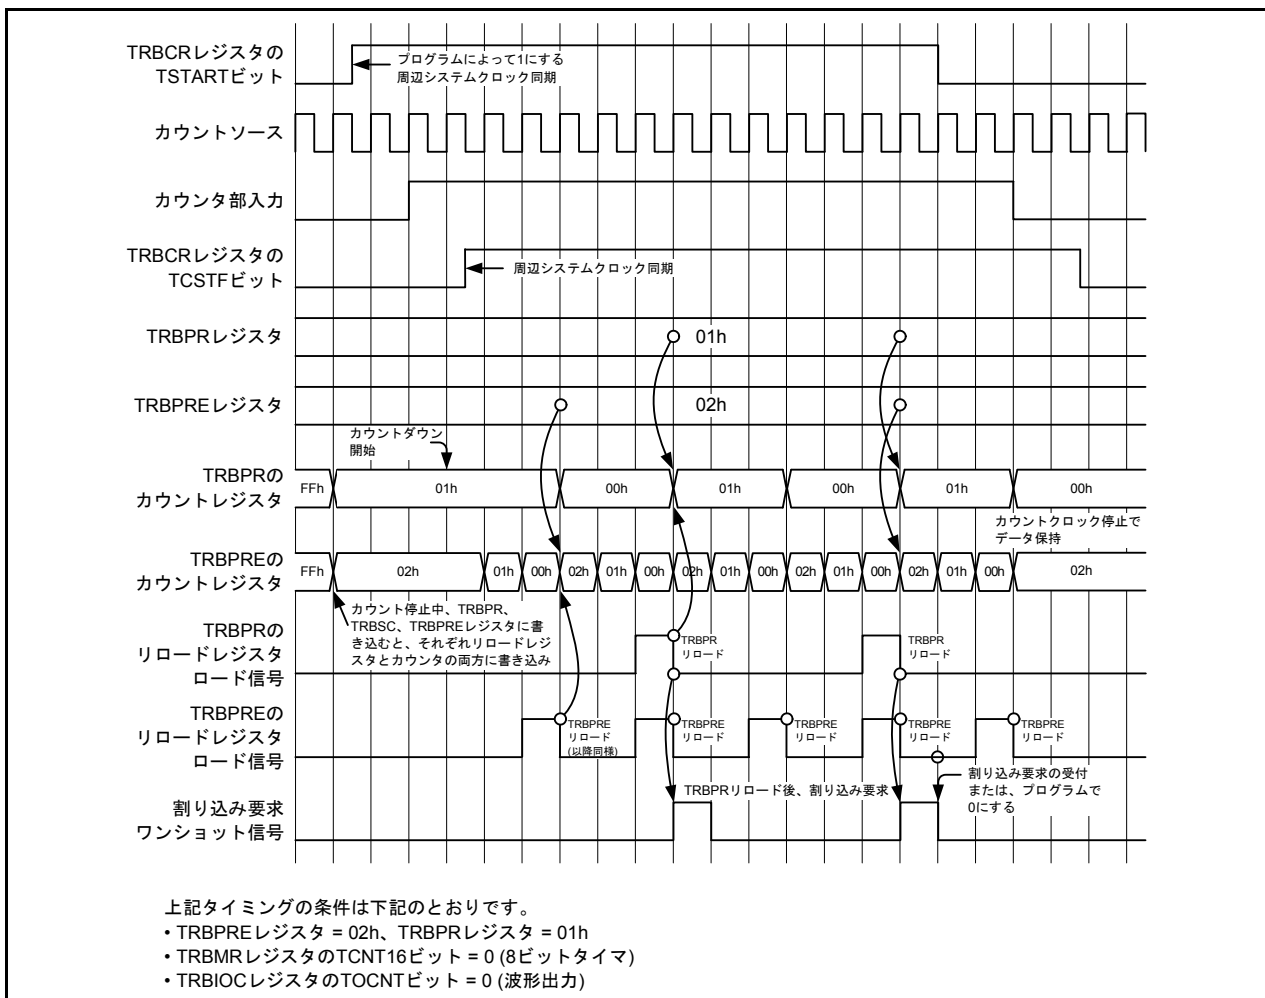 TRBCRレジスタの
TSTARTビット
プログラムによって1にする
周辺システムクロック同期
カウントソース
カウンタ部入力
TRBCRレジスタの
TCSTFビット
周辺システムクロック同期
TRBPRレジスタ
01h
TRBPREレジスタ
02h
カウントダウン
開始
TRBPRの
カウントレジスタ
FFh
01h
00h
01h
00h
01h
00h
カウントクロック停止で
データ保持
TRBPREの
カウントレジスタ
FFh
02h
01h
00h
02h
01h
00h
02h
01h
00h
02h
01h
00h
02h
01h
00h
02h
カウント停止中、TRBPR、
TRBSC、TRBPREレジスタに書
き込むと、それぞれリロードレジ
スタとカウンタの両方に書き込み
TRBPRの
リロードレジスタ
ロード信号
TRBPR
リロード
TRBPR
リロード
TRBPREの
リロードレジスタ
ロード信号
TRBPRE
リロード
(以降同様)
TRBPRE
リロード
TRBPRE
リロード
TRBPRE
リロード
TRBPRE
リロード
割り込み要求
ワンショット信号
TRBPRリロード後、割り込み要求
割り込み要求の受付
または、プログラムで
0にする
上記タイミングの条件は下記のとおりです。
• TRBPREレジスタ = 02h、TRBPRレジスタ = 01h
• TRBMRレジスタのTCNT16ビット = 0 (8ビットタイマ)
• TRBIOCレジスタのTOCNTビット = 0 (波形出力)